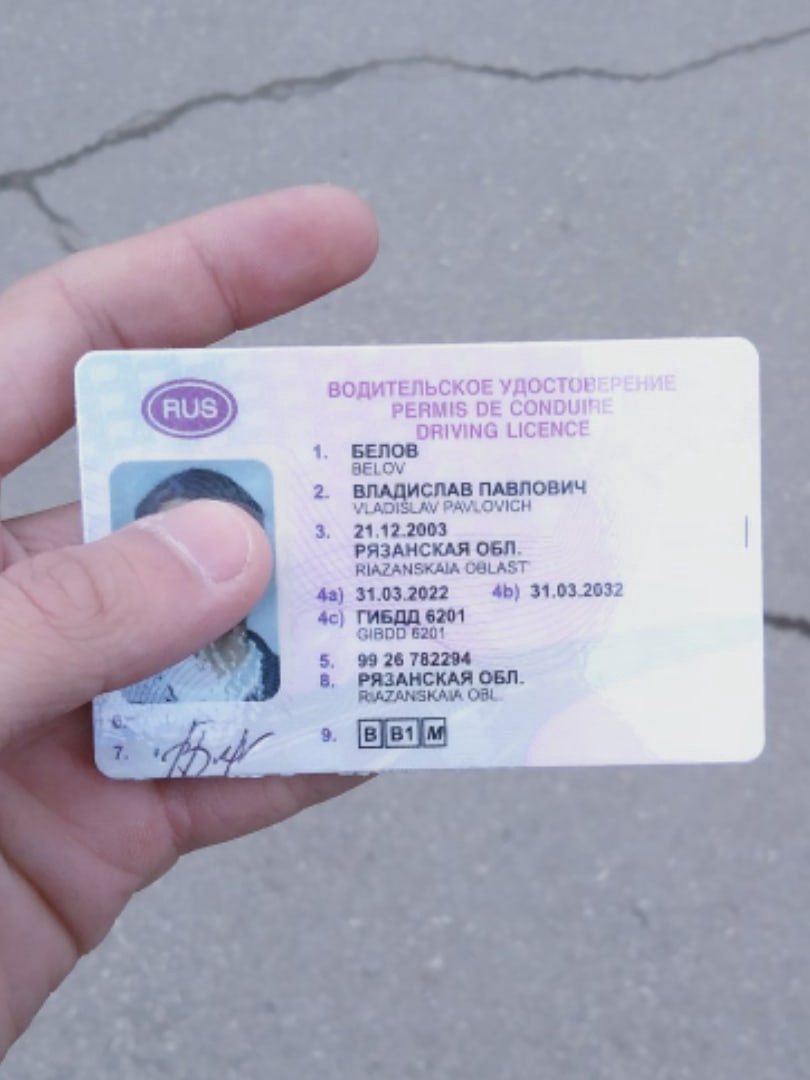 RUS
ВОДИТЕЛЬСКОЕ УДОСТОВЕРЕНИЕ
PERMIS DE CONDUIRE
DRIVING LICENCE
1. БЕЛОВ
BELOV
2. ВЛАДИСЛАВ ПАВЛОВИЧ
VLADISLAV PAVLOVICH
3. 21.12.2003
РЯЗАНСКАЯ ОБЛ.
RIAZANSKAIA OBLAST'
4a) 31.03.2022 4b) 31.03.2032
4c) ГИБДД 6201
GIBDD 6201
5. 99 26 782294
8. РЯЗАНСКАЯ ОБЛ.
RIAZANSKAIA OBL.
6.
7.
9. B B1 M